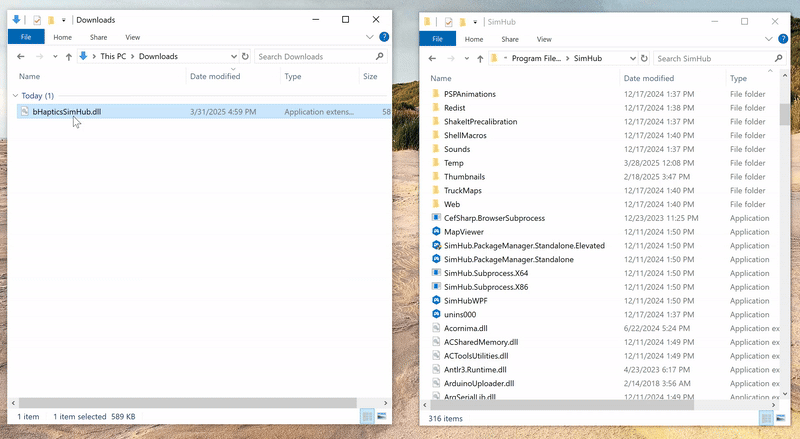 Downloads
File Home Share View
This PC Downloads
Search Downloads
Name Date modified Type Size
Today (1)
bHapticsSimHub.dll 3/31/2025 4:59 PM Application extens... 58
1 item 1 item selected 589 KB
SimHub
File Home Share View
Program File... SimHub
Search SimHub
Name Date modified Type
PSPAnimations 12/17/2024 1:37 PM File folder
Redist 12/17/2024 1:38 PM File folder
ShakeItPrecalibration 12/17/2024 1:37 PM File folder
ShellMacros 12/17/2024 1:40 PM File folder
Sounds 12/17/2024 1:37 PM File folder
Temp 3/28/2025 12:08 PM File folder
Thumbnails 2/18/2025 3:47 PM File folder
TruckMaps 12/17/2024 1:40 PM File folder
Web 12/17/2024 1:40 PM File folder
CefSharp.BrowserSubprocess 12/23/2023 11:25 PM Application
MapViewer 12/11/2024 1:50 PM Application
SimHub.PackageManager.Standalone.Elevated 12/11/2024 1:50 PM Application
SimHub.PackageManager.Standalone 12/11/2024 1:50 PM Application
SimHub.Subprocess.X64 12/11/2024 1:50 PM Application
SimHub.Subprocess.X86 12/11/2024 1:50 PM Application
SimHubWPF 12/11/2024 1:50 PM Application
unins000 12/17/2024 1:37 PM Application
Acornima.dll 6/22/2024 5:24 PM Application ex
ACSharedMemory.dll 12/11/2024 1:49 PM Application ex
ACToolsUtilities.dll 12/11/2024 1:49 PM Application ex
Antlr3.Runtime.dll 4/23/2023 6:17 PM Application ex
ArduinoUploader.dll 2/14/2018 3:56 AM Application ex
ArqSerialLib.dll 12/11/2024 1:49 PM Application ex
316 items